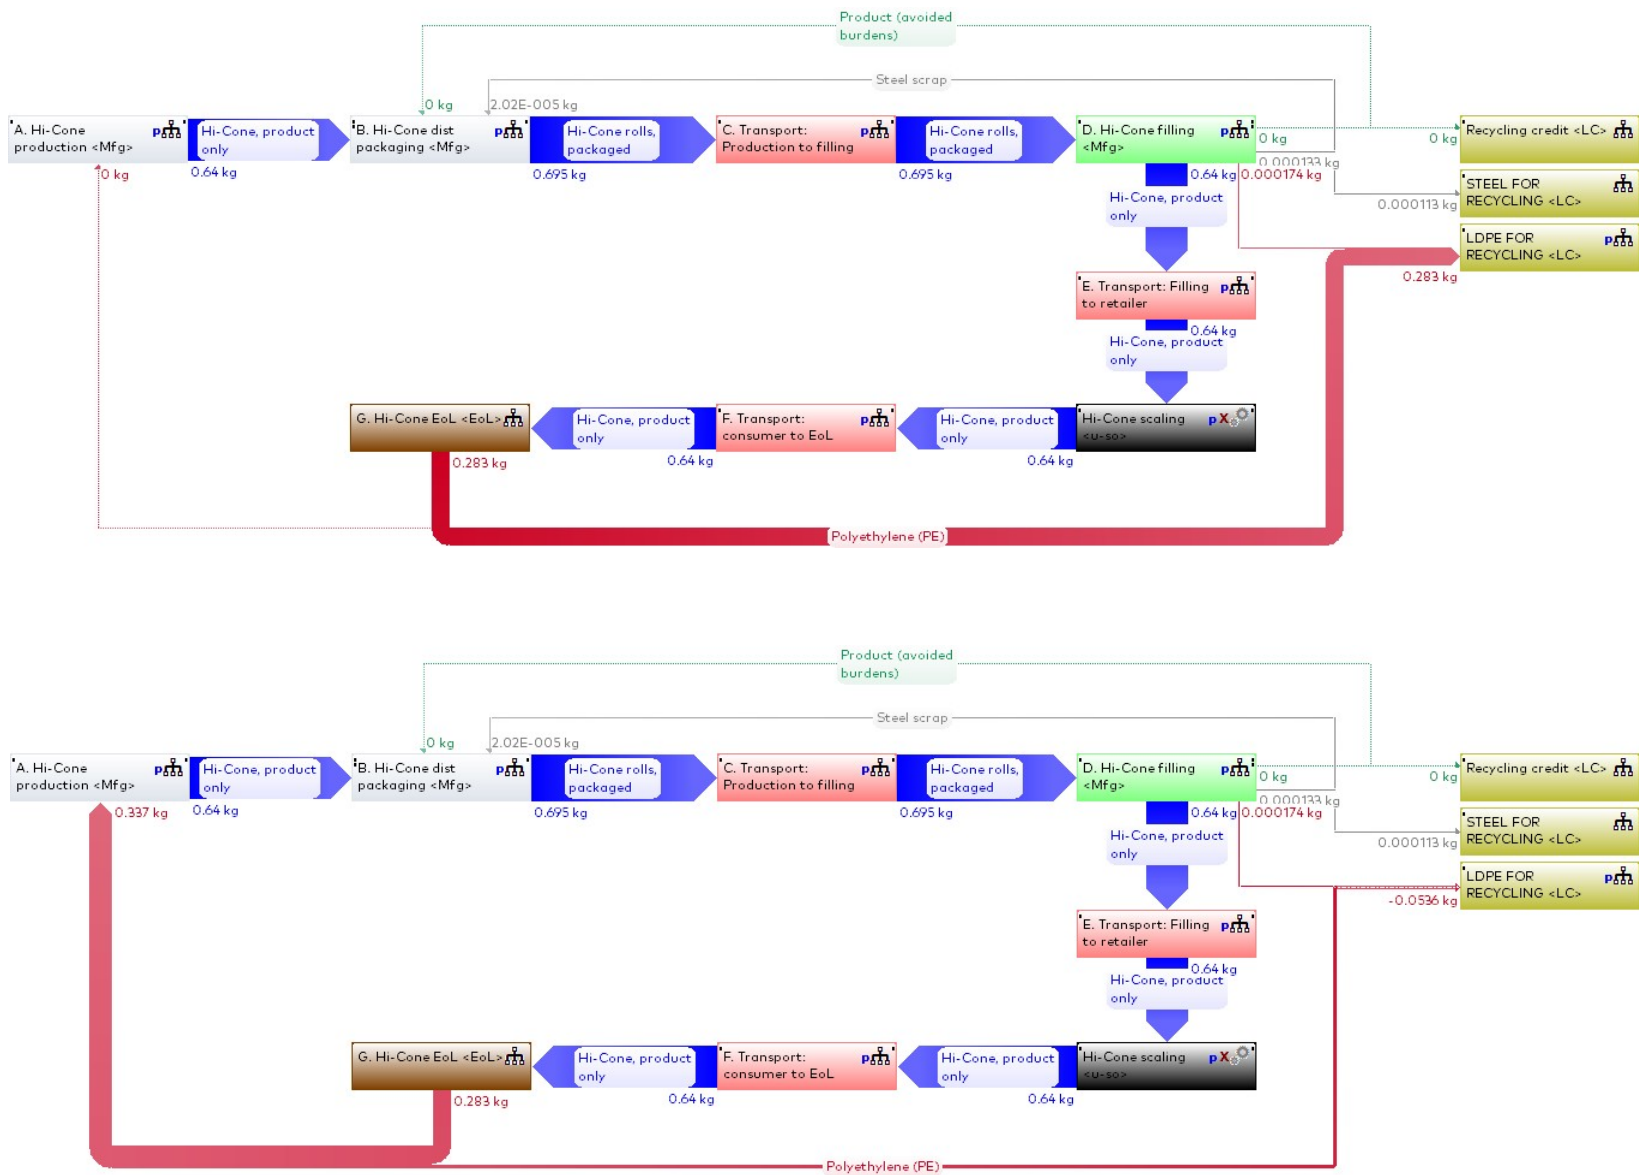 Product (avoided
burdens)
Steel scrap
0 kg
2.02E-005 kg
A. Hi-Cone
production <Mfg>
p
Hi-Cone, product
only
0.64 kg
0 kg
B. Hi-Cone dist
packaging <Mfg>
p
Hi-Cone rolls,
packaged
0.695 kg
C. Transport:
Production to filling
p
Hi-Cone rolls,
packaged
0.695 kg
D. Hi-Cone filling
<Mfg>
p
0 kg
0.000133 kg
0.64 kg
0.000174 kg
0 kg
Recycling credit <LC>
STEEL FOR
RECYCLING <LC>
0.000113 kg
LDPE FOR
RECYCLING <LC>
p
0.283 kg
Hi-Cone, product
only
E. Transport: Filling
to retailer
p
0.64 kg
Hi-Cone, product
only
G. Hi-Cone EoL <EoL>
0.283 kg
Hi-Cone, product
only
0.64 kg
F. Transport:
consumer to EoL
p
Hi-Cone, product
only
0.64 kg
Hi-Cone scaling
<u-so>
p X
Polyethylene (PE)
Product (avoided
burdens)
Steel scrap
0 kg
2.02E-005 kg
A. Hi-Cone
production <Mfg>
p
Hi-Cone, product
only
0.337 kg
0.64 kg
B. Hi-Cone dist
packaging <Mfg>
p
Hi-Cone rolls,
packaged
0.695 kg
C. Transport:
Production to filling
p
Hi-Cone rolls,
packaged
0.695 kg
D. Hi-Cone filling
<Mfg>
p
0 kg
0.000133 kg
0.64 kg
0.000174 kg
0 kg
Recycling credit <LC>
STEEL FOR
RECYCLING <LC>
0.000113 kg
LDPE FOR
RECYCLING <LC>
p
-0.0536 kg
Hi-Cone, product
only
E. Transport: Filling
to retailer
p
0.64 kg
Hi-Cone, product
only
G. Hi-Cone EoL <EoL>
0.283 kg
Hi-Cone, product
only
0.64 kg
F. Transport:
consumer to EoL
p
Hi-Cone, product
only
0.64 kg
Hi-Cone scaling
<u-so>
p X
Polyethylene (PE)